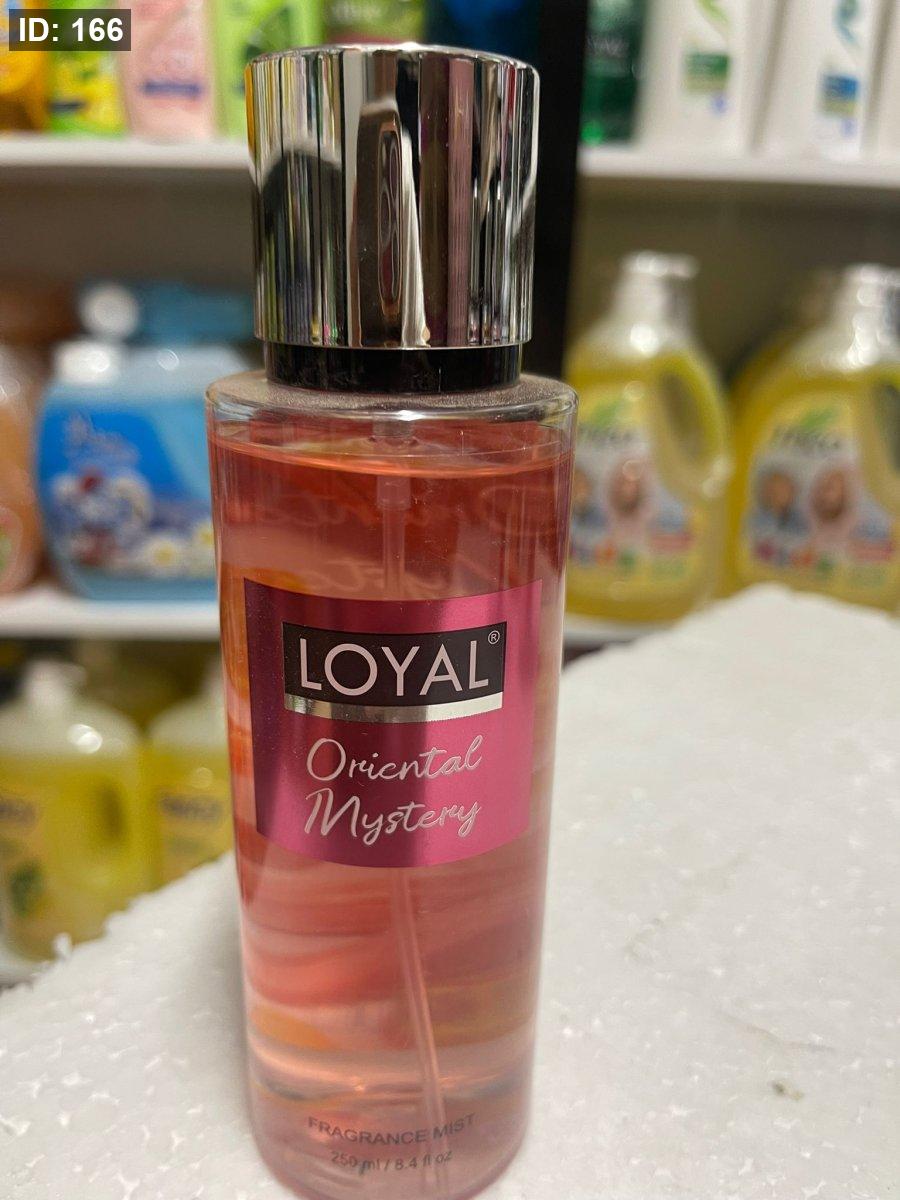 ID: 166
LOYAL®
Oriental
Mystery
FRAGRANCE MIST
250 ml / 8.4 fl oz